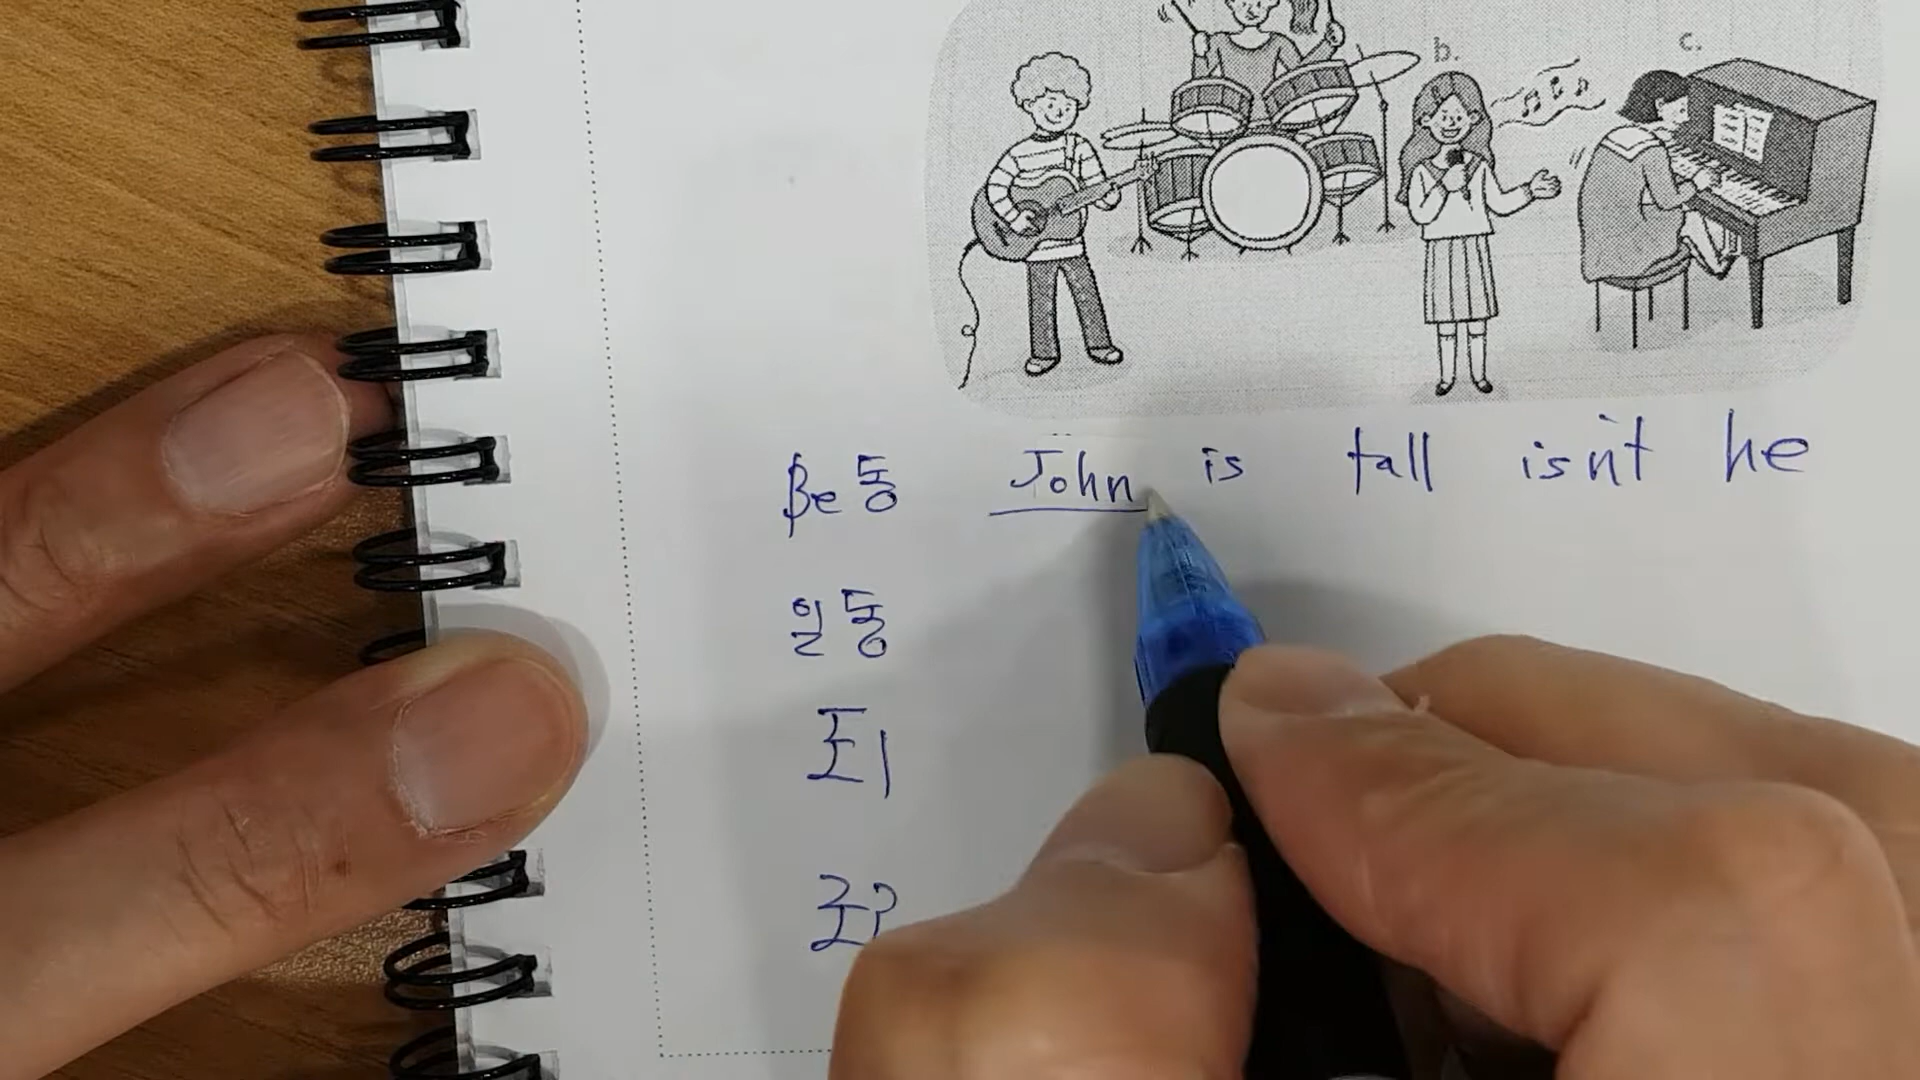 b.
c.
Be동 John is tall isn't he
일동
조1